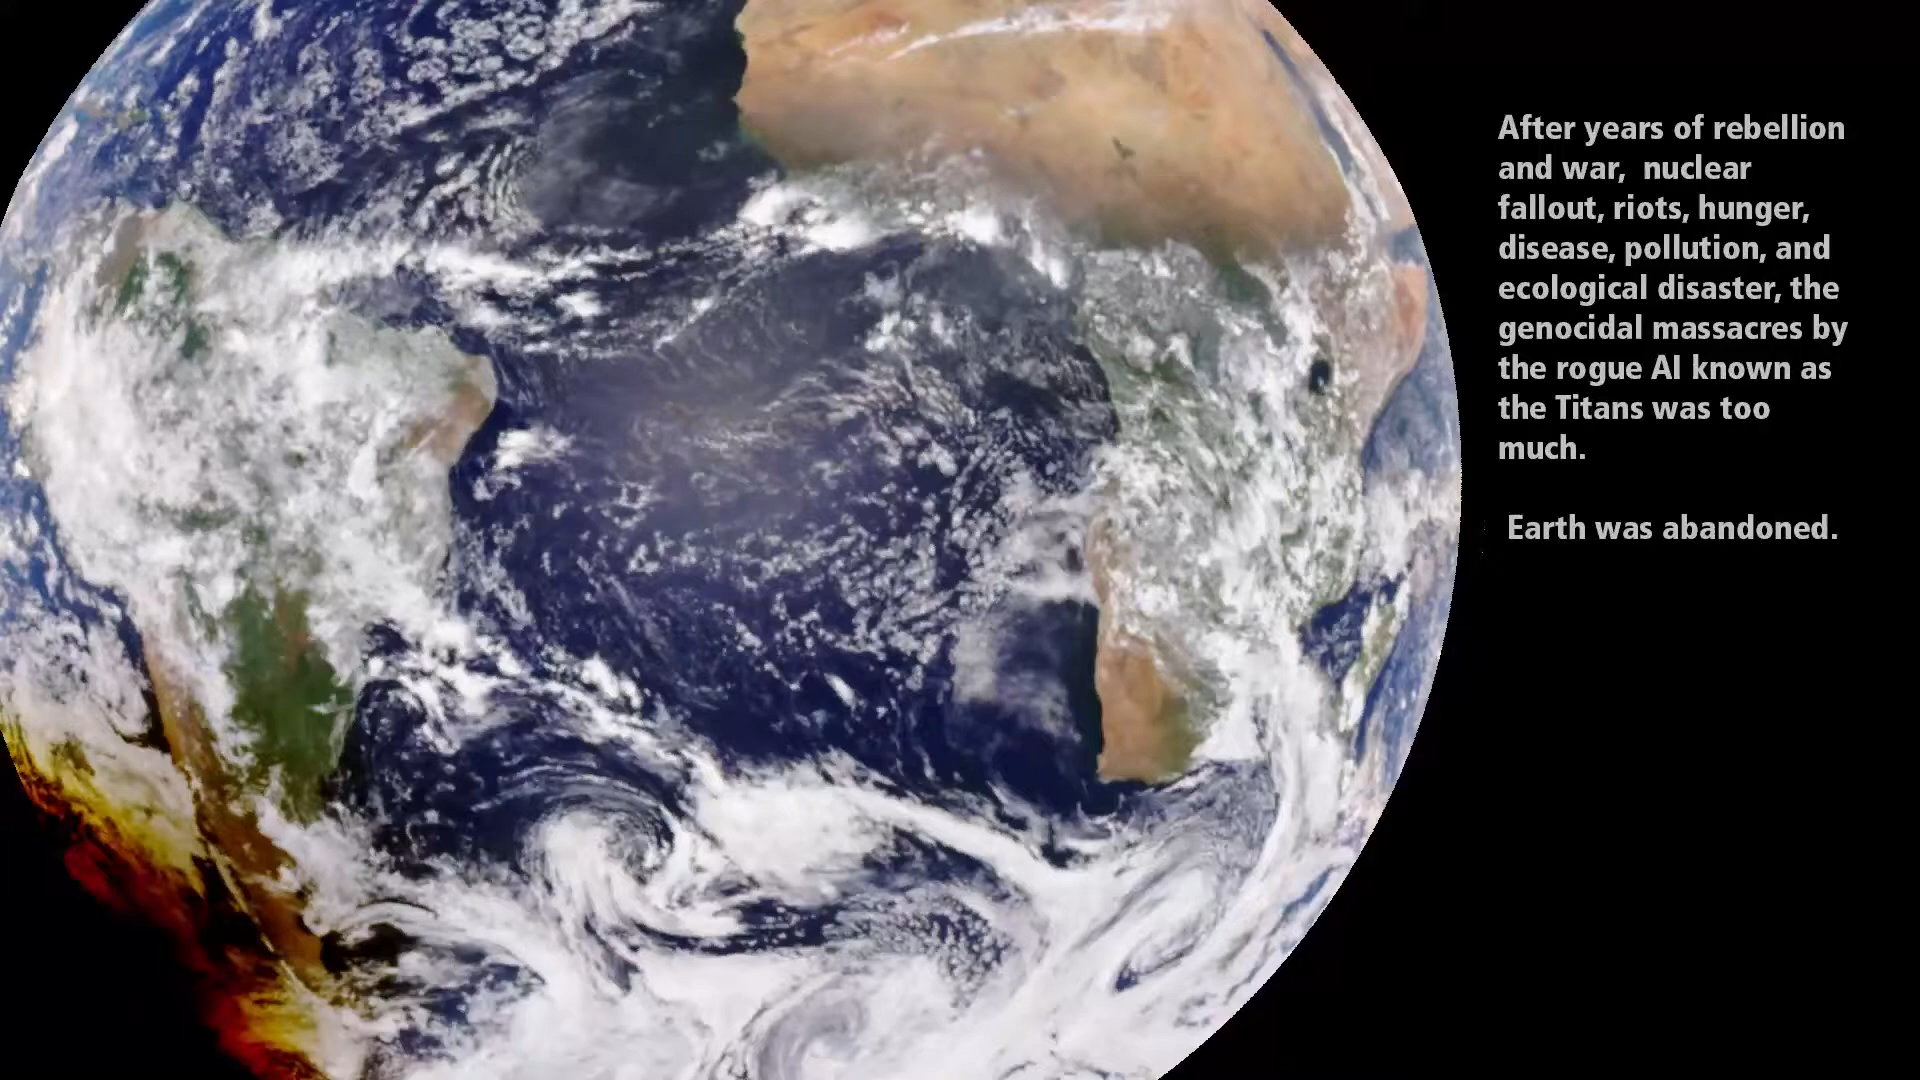 After years of rebellion
and war,  nuclear
fallout, riots, hunger,
disease, pollution, and
ecological disaster, the
genocidal massacres by
the rogue AI known as
the Titans was too
much.
Earth was abandoned.